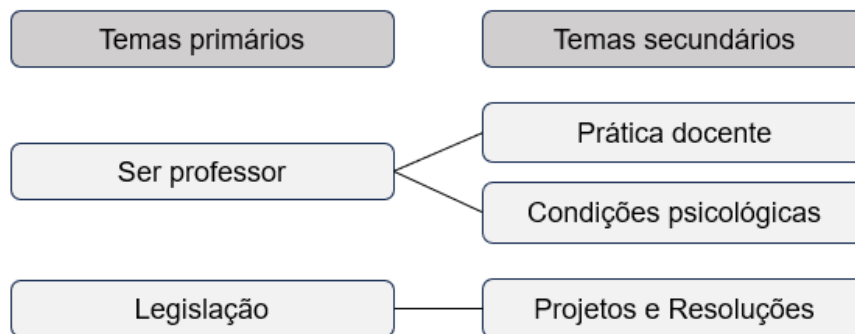 Temas primários
Temas secundários
Ser professor
Prática docente
Condições psicológicas
Legislação
Projetos e Resoluções